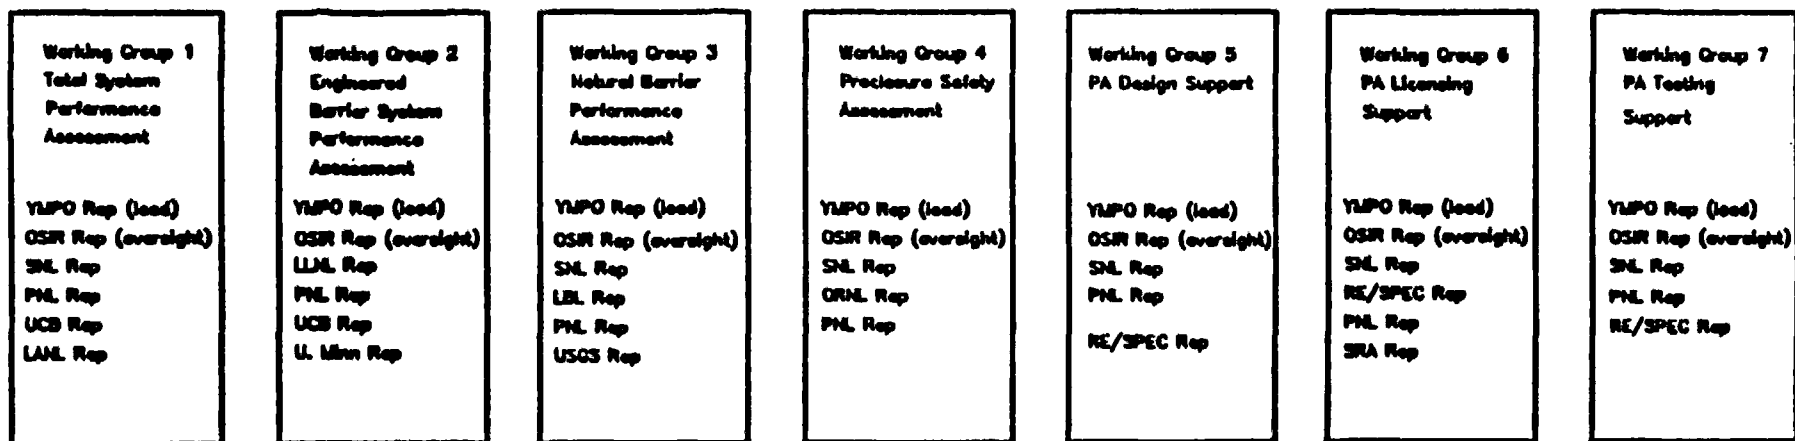 Working Group 1
Total System
Performance
Assessment
YMPO Rep (lead)
OSIR Rep (oversight)
SNL Rep
PNL Rep
UCB Rep
LANL Rep
Working Group 2
Engineered
Barrier System
Performance
Assessment
YMPO Rep (lead)
OSIR Rep (oversight)
LLNL Rep
PNL Rep
UCB Rep
U. Minn Rep
Working Group 3
Natural Barrier
Performance
Assessment
YMPO Rep (lead)
OSIR Rep (oversight)
SNL Rep
LBL Rep
PNL Rep
USGS Rep
Working Group 4
Preclosure Safety
Assessment
YMPO Rep (lead)
OSIR Rep (oversight)
SNL Rep
ORNL Rep
PNL Rep
Working Group 5
PA Design Support
YMPO Rep (lead)
OSIR Rep (oversight)
SNL Rep
PNL Rep
RE/SPEC Rep
Working Group 6
PA Licensing
Support
YMPO Rep (lead)
OSIR Rep (oversight)
SNL Rep
RE/SPEC Rep
PNL Rep
SRA Rep
Working Group 7
PA Testing
Support
YMPO Rep (lead)
OSIR Rep (oversight)
SNL Rep
PNL Rep
RE/SPEC Rep